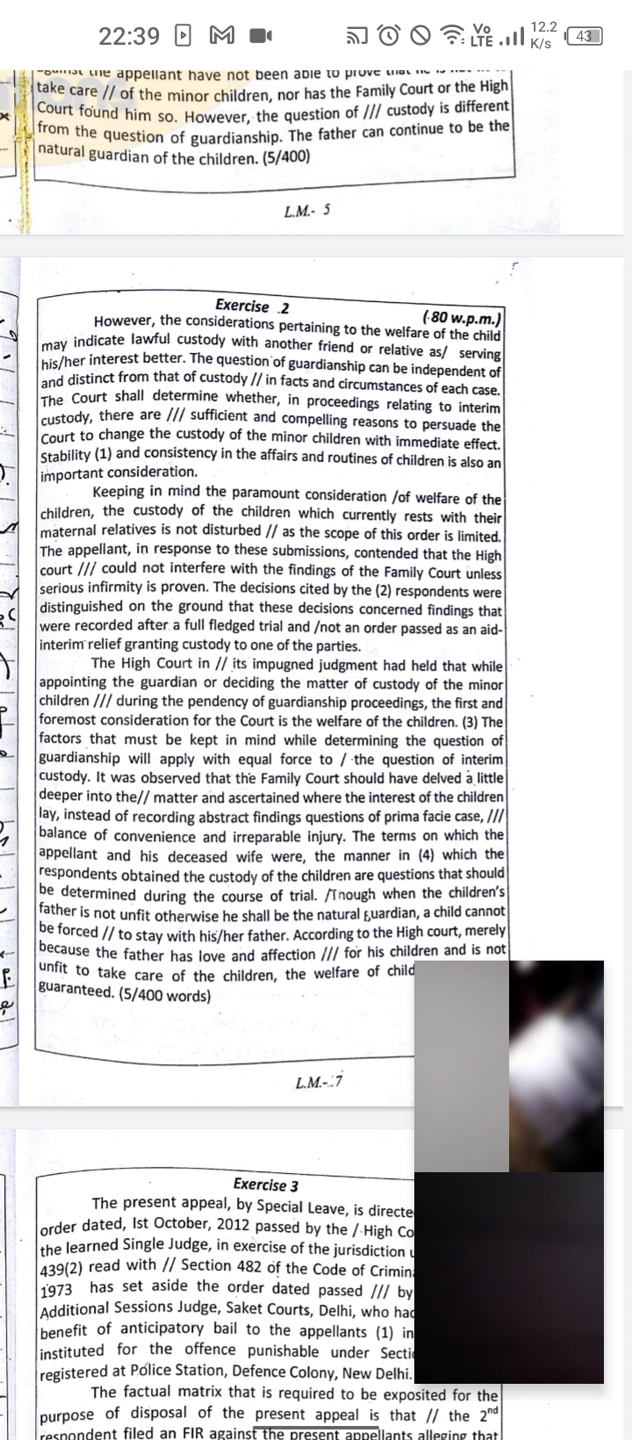 22:39
Vo LTE 12.2 K/s 43
the appellant have not been able to prove that he is not
take care // of the minor children, nor has the Family Court or the High
Court found him so. However, the question of /// custody is different
from the question of guardianship. The father can continue to be the
natural guardian of the children. (5/400)
L.M.- 5
Exercise .2
(80 w.p.m.)
However, the considerations pertaining to the welfare of the child
may indicate lawful custody with another friend or relative as/ serving
his/her interest better. The question of guardianship can be independent of
and distinct from that of custody // in facts and circumstances of each case.
The Court shall determine whether, in proceedings relating to interim
custody, there are /// sufficient and compelling reasons to persuade the
Court to change the custody of the minor children with immediate effect.
Stability (1) and consistency in the affairs and routines of children is also an
important consideration.
Keeping in mind the paramount consideration /of welfare of the
children, the custody of the children which currently rests with their
maternal relatives is not disturbed // as the scope of this order is limited.
The appellant, in response to these submissions, contended that the High
court /// could not interfere with the findings of the Family Court unless
serious infirmity is proven. The decisions cited by the (2) respondents were
distinguished on the ground that these decisions concerned findings that
were recorded after a full fledged trial and /not an order passed as an aid-
interim relief granting custody to one of the parties.
The High Court in // its impugned judgment had held that while
appointing the guardian or deciding the matter of custody of the minor
children /// during the pendency of guardianship proceedings, the first and
foremost consideration for the Court is the welfare of the children. (3) The
factors that must be kept in mind while determining the question of
guardianship will apply with equal force to / the question of interim
custody. It was observed that the Family Court should have delved a little
deeper into the// matter and ascertained where the interest of the children
lay, instead of recording abstract findings questions of prima facie case, ///
balance of convenience and irreparable injury. The terms on which the
appellant and his deceased wife were, the manner in (4) which the
respondents obtained the custody of the children are questions that should
be determined during the course of trial. /Though when the children's
father is not unfit otherwise he shall be the natural guardian, a child cannot
be forced // to stay with his/her father. According to the High court, merely
because the father has love and affection /// for his children and is not
unfit to take care of the children, the welfare of child
guaranteed. (5/400 words)
L.M.-.7
Exercise 3
The present appeal, by Special Leave, is directe
order dated, Ist October, 2012 passed by the / High Co
the learned Single Judge, in exercise of the jurisdiction
439(2) read with // Section 482 of the Code of Crimin
1973 has set aside the order dated passed /// by
Additional Sessions Judge, Saket Courts, Delhi, who had
benefit of anticipatory bail to the appellants (1) in
instituted for the offence punishable under Secti
registered at Police Station, Defence Colony, New Delhi.
The factual matrix that is required to be exposited for the
purpose of disposal of the present appeal is that // the 2nd
respondent filed an FIR against the present appellants alleging that